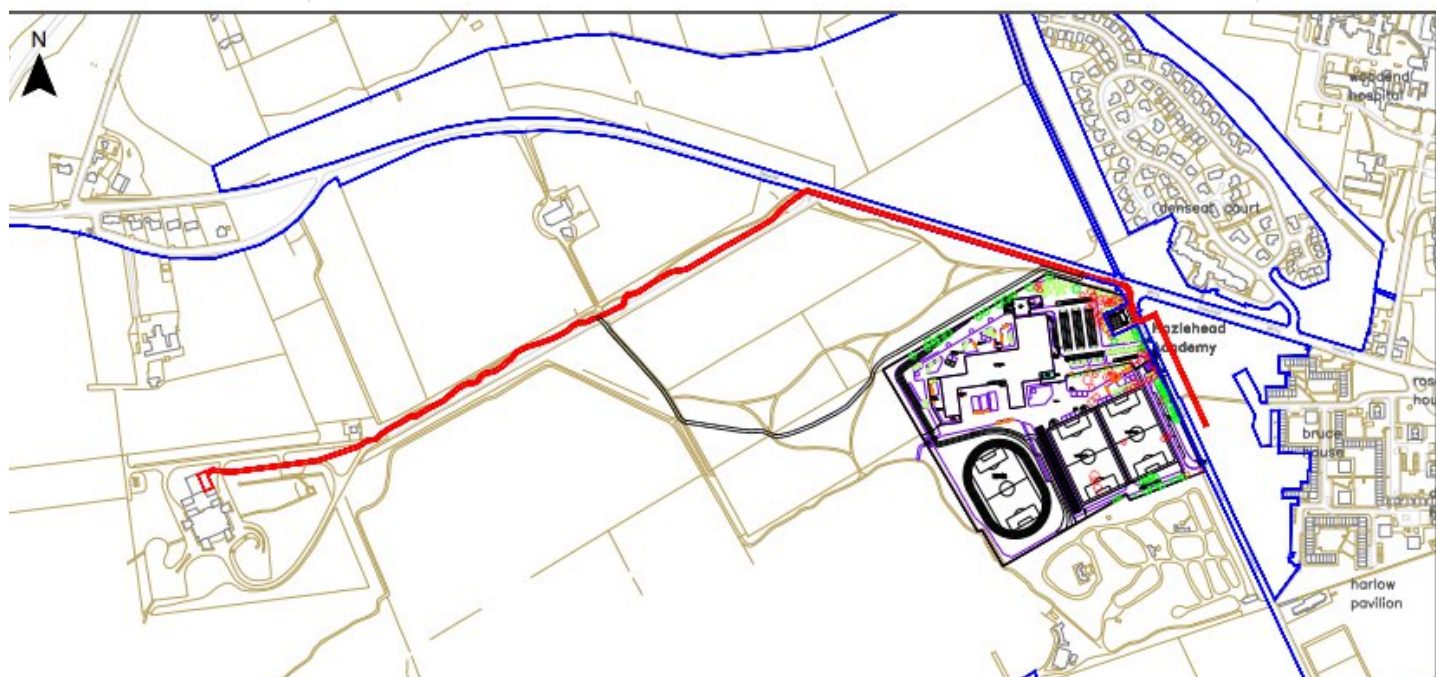 N
woodend
hospital
denseat court
Hazlehead
Academy
bruce
house
harlow
pavilion